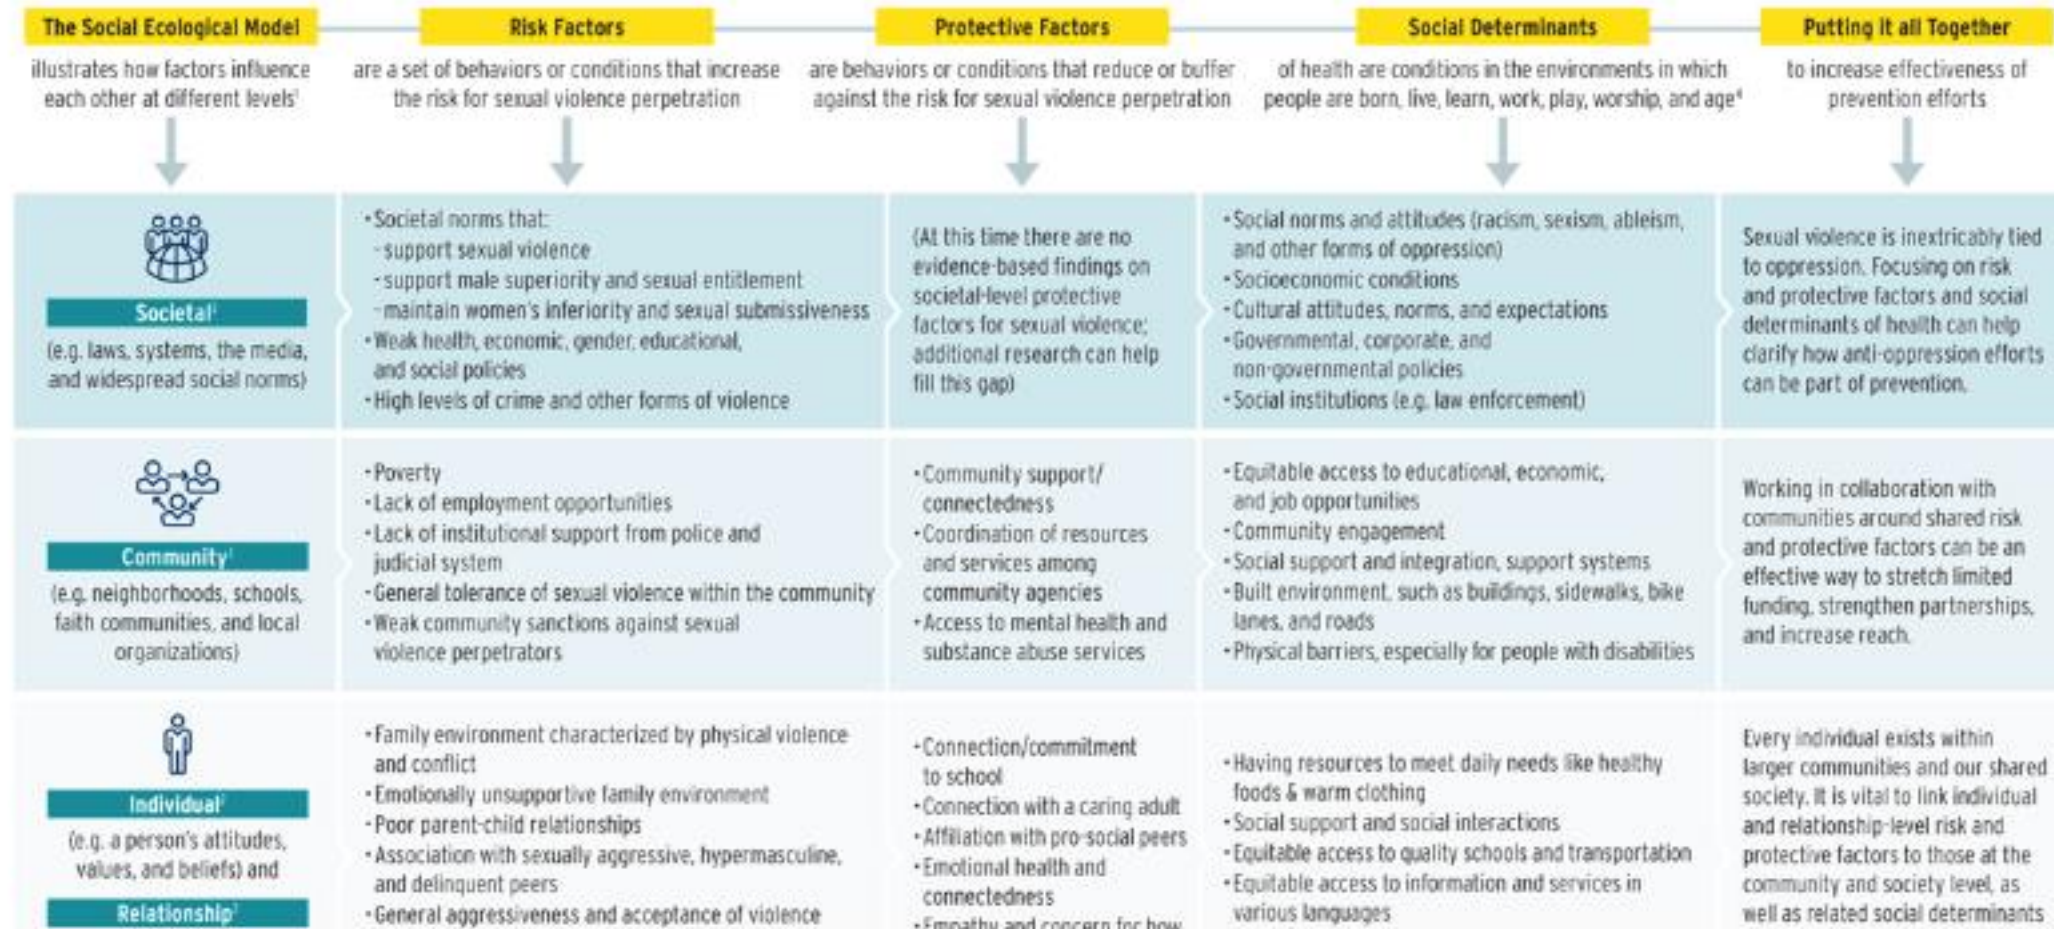 The Social Ecological Model
illustrates how factors influence
each other at different levels¹
Risk Factors
are a set of behaviors or conditions that increase
the risk for sexual violence perpetration
Protective Factors
are behaviors or conditions that reduce or buffer
against the risk for sexual violence perpetration
Social Determinants
of health are conditions in the environments in which
people are born, live, learn, work, play, worship, and age⁴
Putting it all Together
to increase effectiveness of
prevention efforts
Societal
(e.g. laws, systems, the media,
and widespread social norms)
•Societal norms that:
-support sexual violence
-support male superiority and sexual entitlement
-maintain women's inferiority and sexual submissiveness
•Weak health, economic, gender, educational,
and social policies
•High levels of crime and other forms of violence
(At this time there are no
evidence-based findings on
societal-level protective
factors for sexual violence;
additional research can help
fill this gap)
•Social norms and attitudes (racism, sexism, ableism,
and other forms of oppression)
•Socioeconomic conditions
•Cultural attitudes, norms, and expectations
•Governmental, corporate, and
non-governmental policies
•Social institutions (e.g. law enforcement)
Sexual violence is inextricably tied
to oppression. Focusing on risk
and protective factors and social
determinants of health can help
clarify how anti-oppression efforts
can be part of prevention.
Community
(e.g. neighborhoods, schools,
faith communities, and local
organizations)
•Poverty
•Lack of employment opportunities
•Lack of institutional support from police and
judicial system
•General tolerance of sexual violence within the community
•Weak community sanctions against sexual
violence perpetrators
•Community support/
connectedness
•Coordination of resources
and services among
community agencies
•Access to mental health and
substance abuse services
•Equitable access to educational, economic,
and job opportunities
•Community engagement
•Social support and integration, support systems
•Built environment, such as buildings, sidewalks, bike
lanes, and roads
•Physical barriers, especially for people with disabilities
Working in collaboration with
communities around shared risk
and protective factors can be an
effective way to stretch limited
funding, strengthen partnerships,
and increase reach.
Individual
(e.g. a person's attitudes,
values, and beliefs) and
Relationship
•Family environment characterized by physical violence
and conflict
•Emotionally unsupportive family environment
•Poor parent-child relationships
•Association with sexually aggressive, hypermasculine,
and delinquent peers
•General aggressiveness and acceptance of violence
•Connection/commitment
to school
•Connection with a caring adult
•Affiliation with pro-social peers
•Emotional health and
connectedness
•Empathy and concern for how
•Having resources to meet daily needs like healthy
foods & warm clothing
•Social support and social interactions
•Equitable access to quality schools and transportation
•Equitable access to information and services in
various languages
Every individual exists within
larger communities and our shared
society. It is vital to link individual
and relationship-level risk and
protective factors to those at the
community and society level, as
well as related social determinants